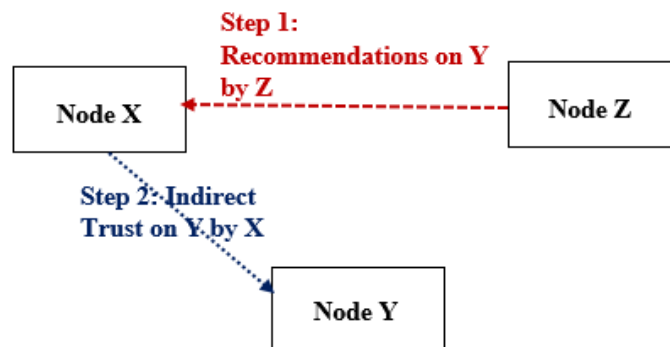 Step 1:
Recommendations on Y
by Z
Node X
Node Z
Step 2: Indirect
Trust on Y by X
Node Y